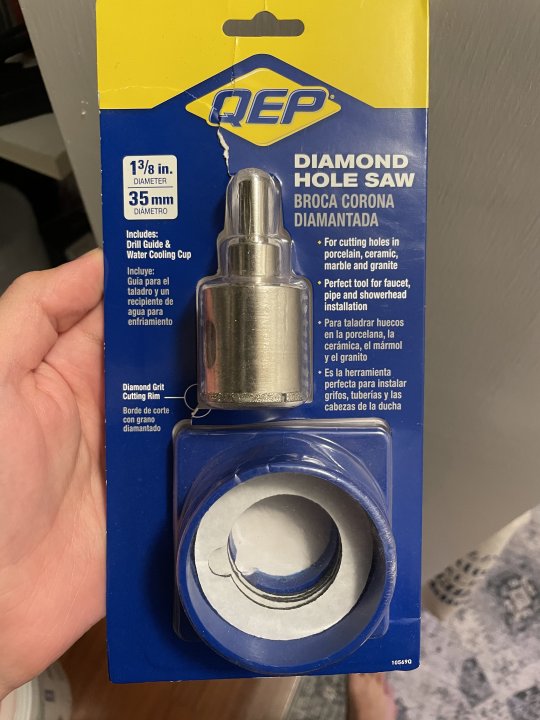 QEP
1 3/8 in.
DIAMETER
35 mm
DIÁMETRO
DIAMOND
HOLE SAW
BROCA CORONA
DIAMANTADA
Includes:
Drill Guide &
Water Cooling Cup
Incluye:
Guía para el
taladro y un
recipiente de
agua para
enfriamiento
• For cutting holes in
porcelain, ceramic,
marble and granite
• Perfect tool for faucet,
pipe and showerhead
installation
• Para taladrar huecos
en la porcelana, la
cerámica, el mármol
y el granito
• Es la herramienta
perfecta para instalar
grifos, tuberías y las
cabezas de la ducha
Diamond Grit
Cutting Rim
Borde de corte
con grano
diamantado
10569Q